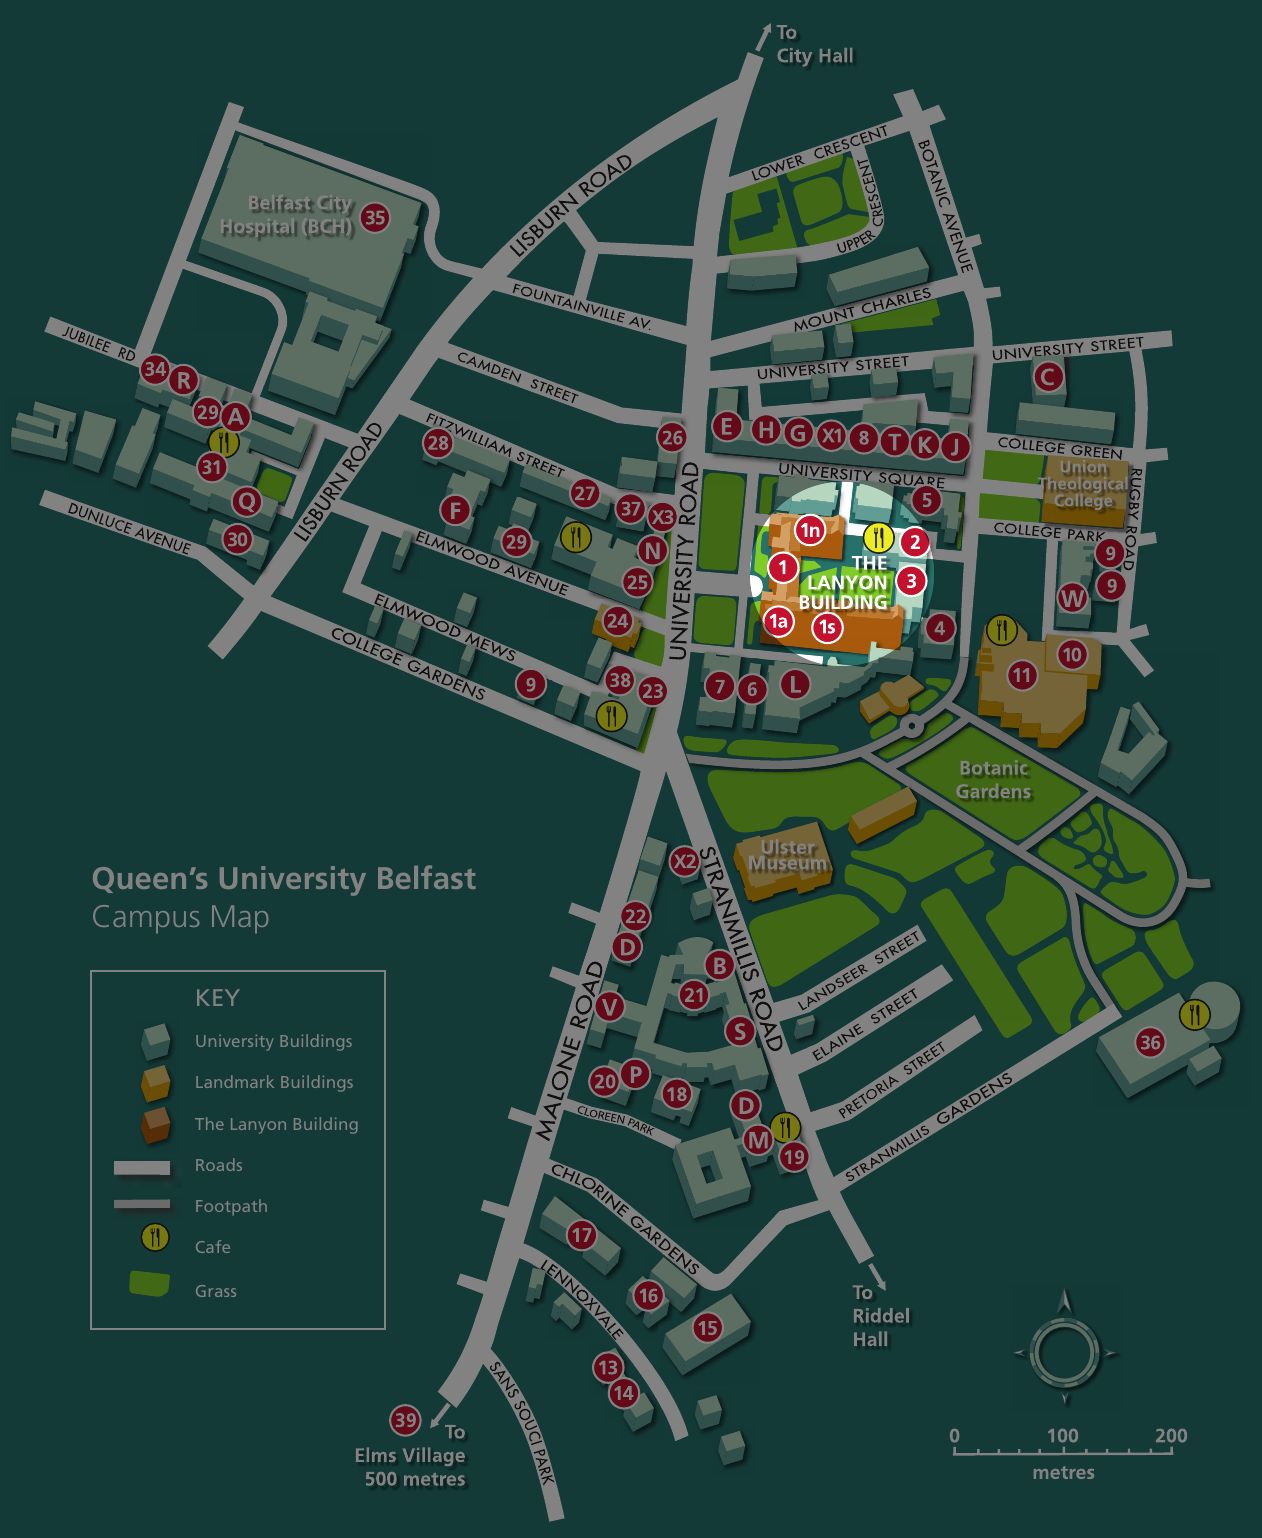 To
City Hall
LOWER CRESCENT
BOTANIC AVENUE
UPPER CRESCENT
LISBURN ROAD
Belfast City
Hospital (BCH)
35
FOUNTAINVILLE AV.
MOUNT CHARLES
JUBILEE RD
UNIVERSITY STREET
UNIVERSITY STREET
CAMDEN STREET
34
R
C
29
A
FITZWILLIAM STREET
28
26
E
H
G
X1
8
T
K
J
COLLEGE GREEN
31
LISBURN ROAD
UNIVERSITY SQUARE
Union
Theological
College
RUGBY ROAD
Q
27
F
37
X3
UNIVERSITY ROAD
5
DUNLUCE AVENUE
30
29
ELMWOOD AVENUE
N
25
1n
2
COLLEGE PARK
9
1
THE
LANYON
BUILDING
3
9
W
ELMWOOD MEWS
24
1a
1s
4
COLLEGE GARDENS
9
38
23
7
6
L
11
10
Botanic
Gardens
Ulster
Museum
X2
STRANMILLIS ROAD
Queen's University Belfast
Campus Map
22
D
MALONE ROAD
B
21
V
S
LANDSEER STREET
ELAINE STREET
PRETORIA STREET
STRANMILLIS GARDENS
36
20
P
18
D
CLOREEN PARK
M
19
CHLORINE GARDENS
17
LENNOXVALE
16
15
13
14
SANS SOUCI PARK
39
To
Elms Village
500 metres
To
Riddel
Hall
KEY
University Buildings
Landmark Buildings
The Lanyon Building
Roads
Footpath
Cafe
Grass
0 100 200
metres